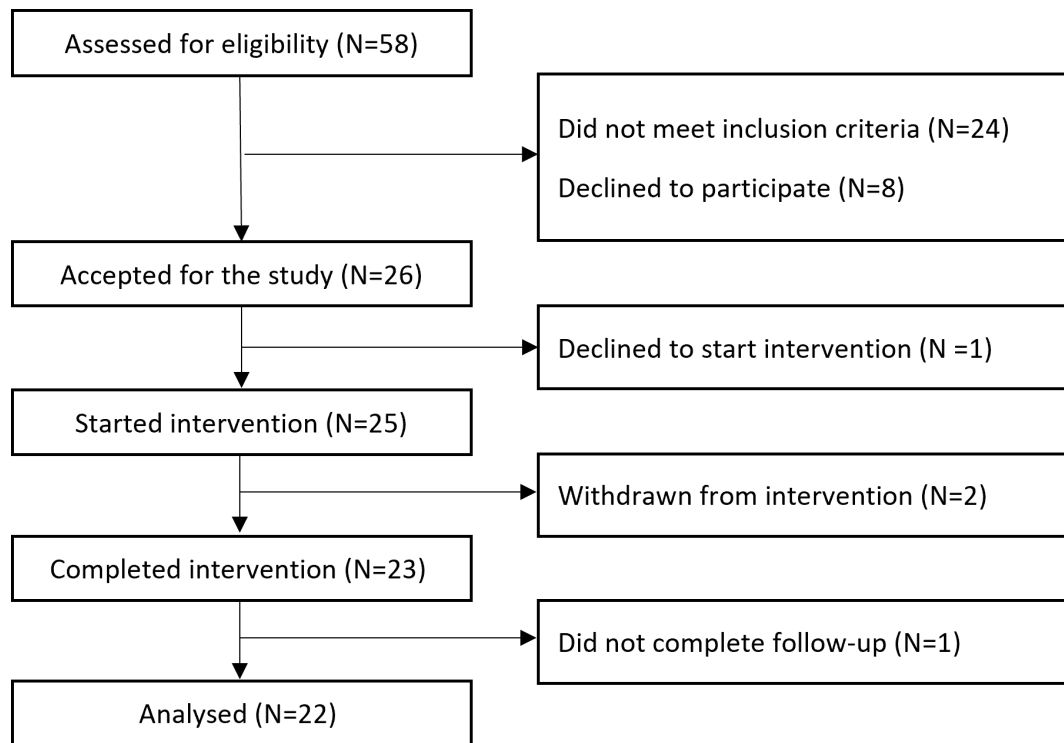 Assessed for eligibility (N=58)
Did not meet inclusion criteria (N=24)
Declined to participate (N=8)
Accepted for the study (N=26)
Declined to start intervention (N =1)
Started intervention (N=25)
Withdrawn from intervention (N=2)
Completed intervention (N=23)
Did not complete follow-up (N=1)
Analysed (N=22)